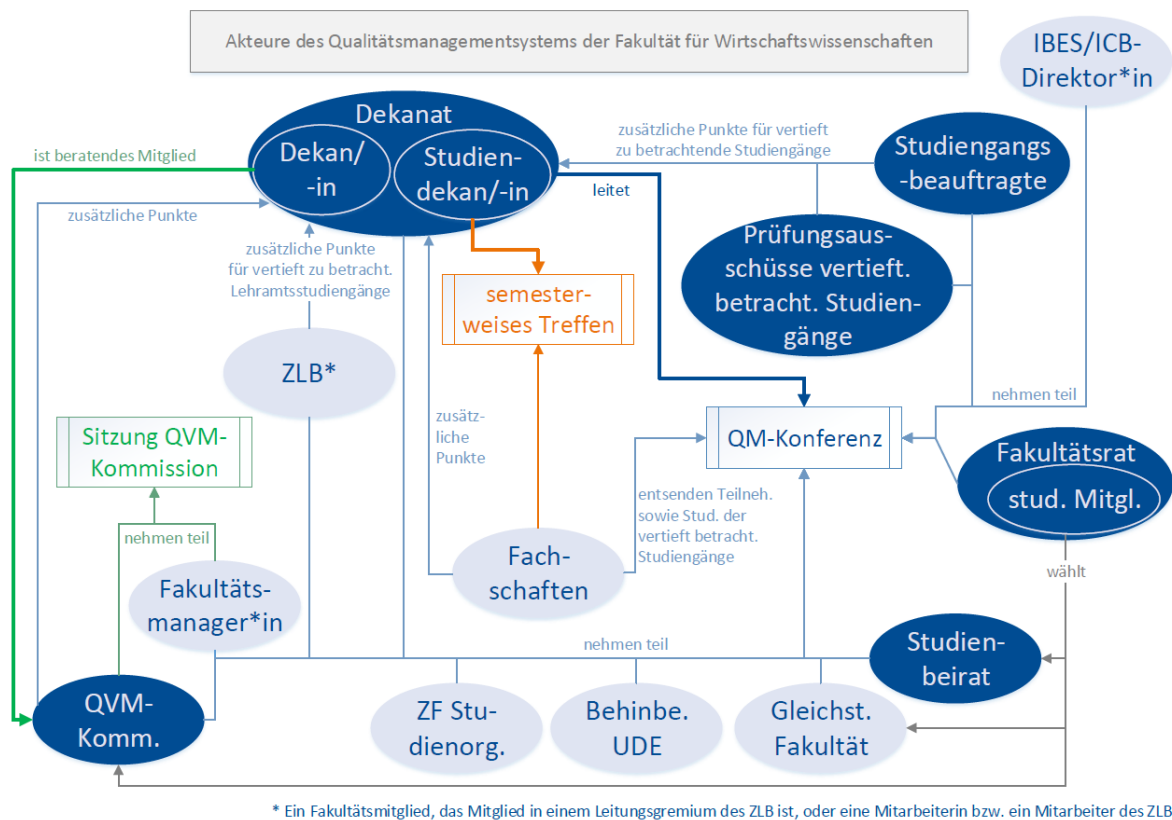 Akteure des Qualitätsmanagementsystems der Fakultät für Wirtschaftswissenschaften
IBES/ICB-
Direktor*in
Dekanat
Dekan/
-in
Studien-
dekan/-in
ist beratendes Mitglied
zusätzliche Punkte
zusätzliche Punkte für vertieft
zu betrachtende Studiengänge
leitet
Studiengangs
-beauftragte
Prüfungsaus-
schüsse vertieft.
betracht. Studien-
gänge
zusätzliche Punkte
für vertieft zu betracht.
Lehramtsstudiengänge
semester-
weises Treffen
ZLB*
zusätz-
liche
Punkte
nehmen teil
Sitzung QVM-
Kommission
QM-Konferenz
Fakultätsrat
stud. Mitgl.
entsenden Teilneh.
sowie Stud. der
vertieft betracht.
Studiengänge
nehmen teil
Fach-
schaften
wählt
Fakultäts-
manager*in
nehmen teil
Studien-
beirat
QVM-
Komm.
ZF Stu-
dienorg.
Behinbe.
UDE
Gleichst.
Fakultät
* Ein Fakultätsmitglied, das Mitglied in einem Leitungsgremium des ZLB ist, oder eine Mitarbeiterin bzw. ein Mitarbeiter des ZLB